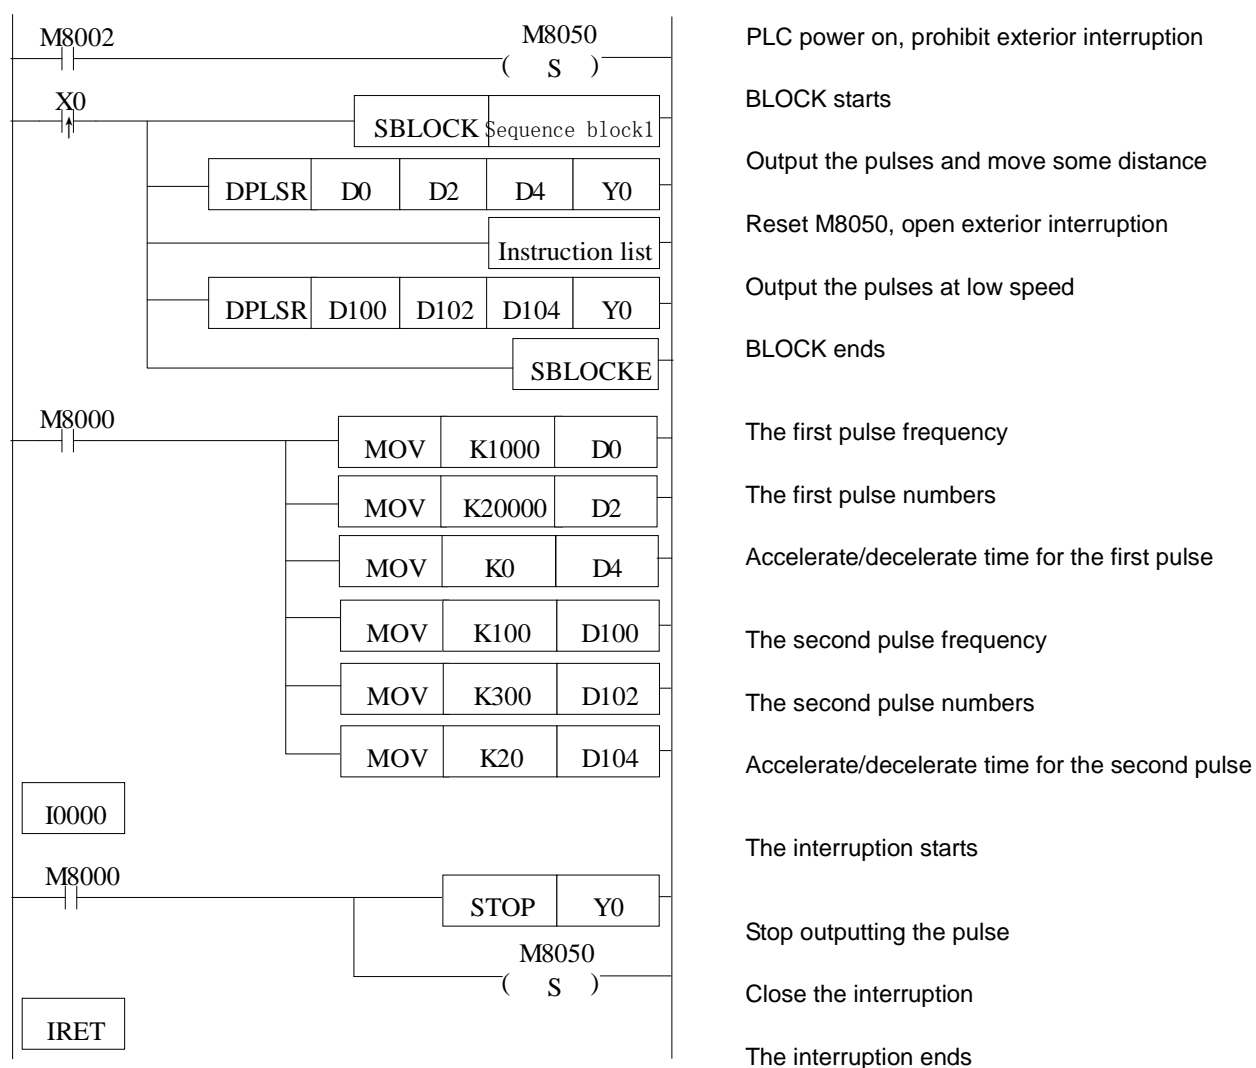 M8002 M8050 PLC power on, prohibit exterior interruption
( S )
X0 BLOCK starts
SBLOCK Sequence block1
Output the pulses and move some distance
DPLSR D0 D2 D4 Y0
Reset M8050, open exterior interruption
Instruction list
Output the pulses at low speed
DPLSR D100 D102 D104 Y0
BLOCK ends
SBLOCKE
M8000
The first pulse frequency
MOV K1000 D0
The first pulse numbers
MOV K20000 D2
Accelerate/decelerate time for the first pulse
MOV K0 D4
MOV K100 D100
The second pulse frequency
MOV K300 D102
The second pulse numbers
MOV K20 D104
Accelerate/decelerate time for the second pulse
I0000
The interruption starts
M8000
STOP Y0
Stop outputting the pulse
M8050
( S )
Close the interruption
IRET
The interruption ends